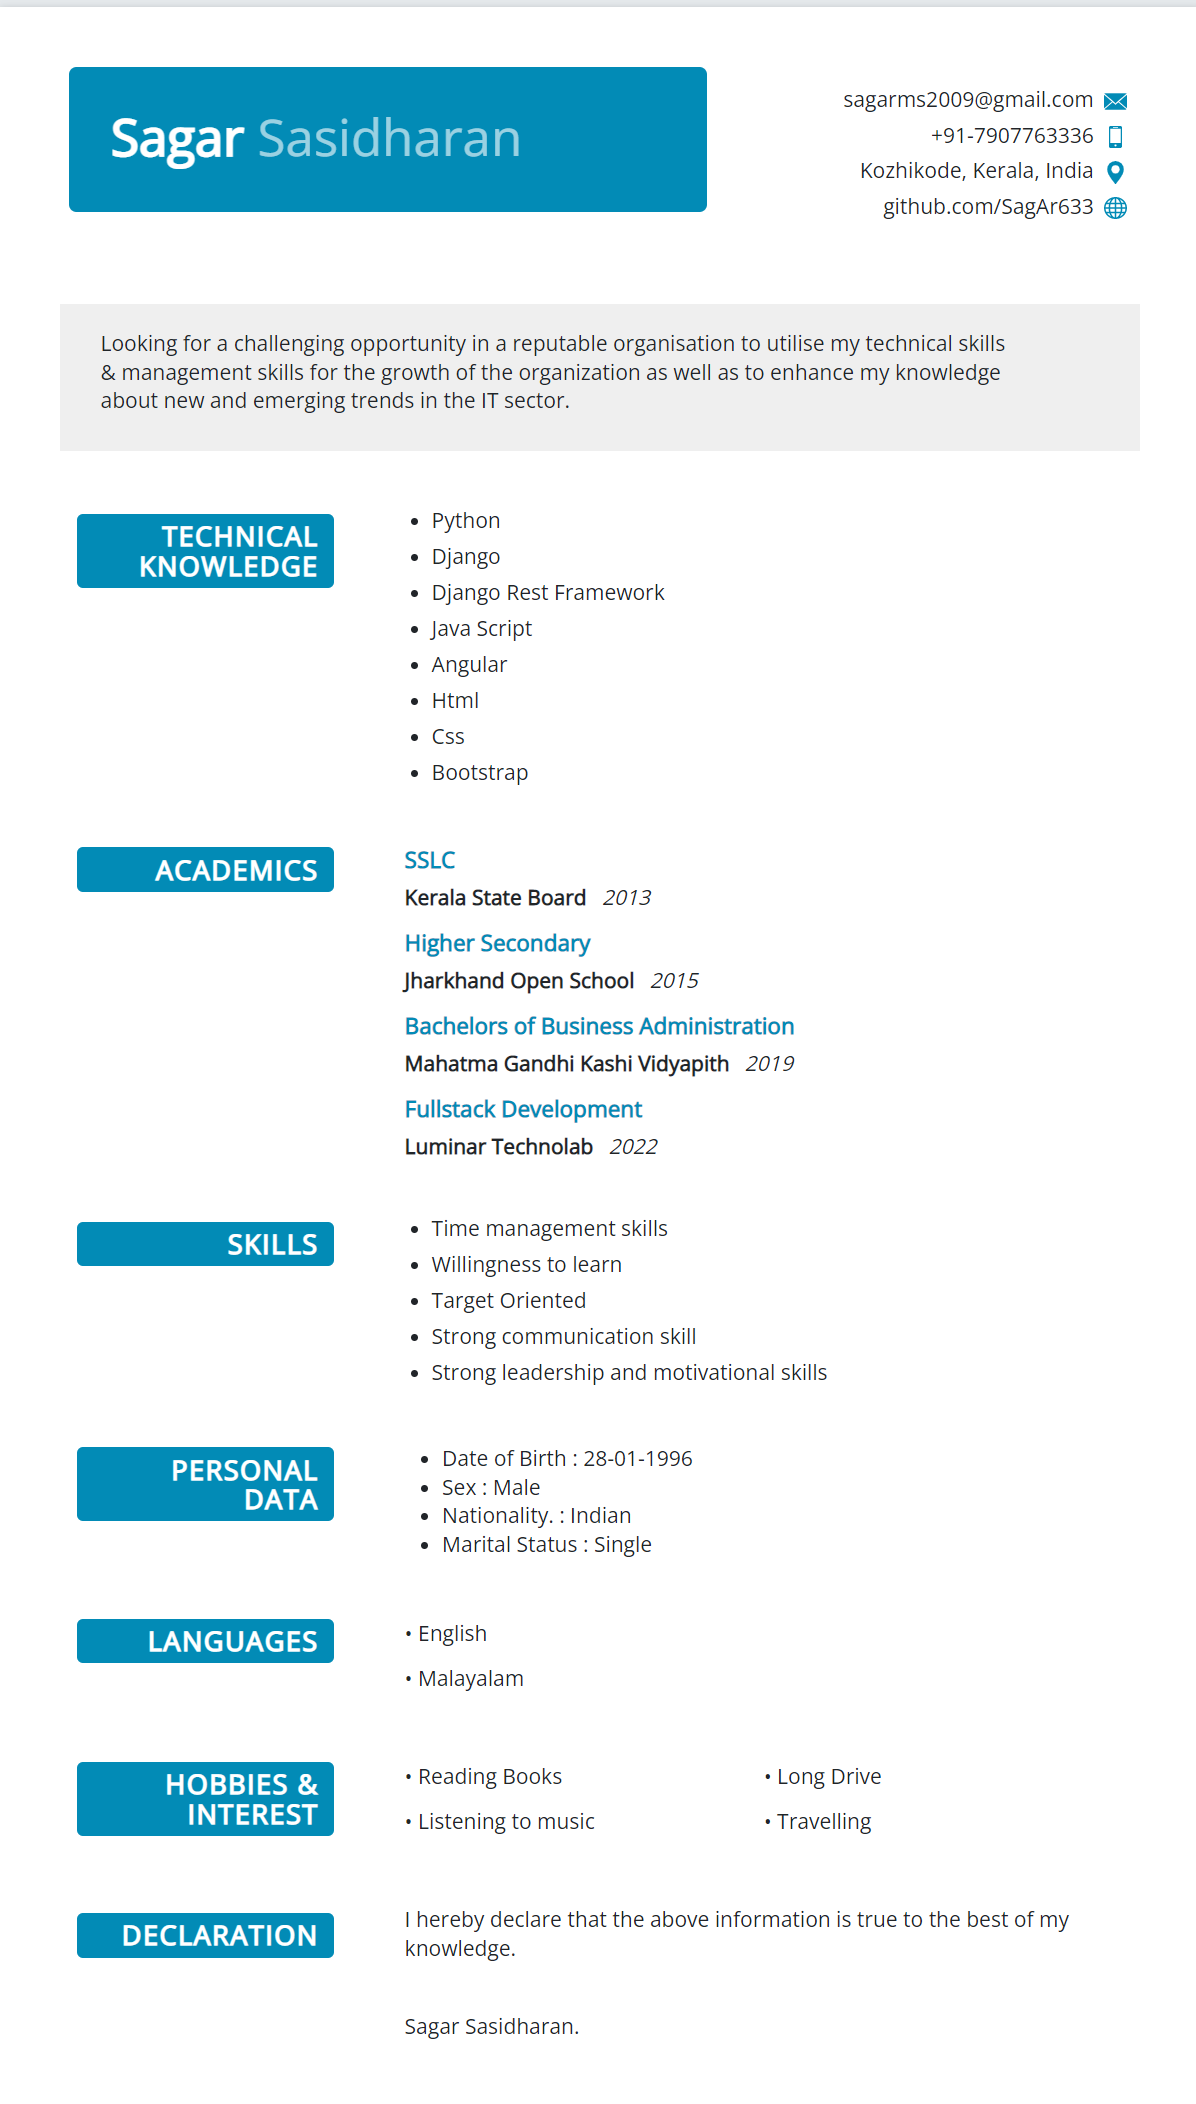 Sagar Sasidharan
sagarms2009@gmail.com
+91-7907763336
Kozhikode, Kerala, India
github.com/SagAr633
Looking for a challenging opportunity in a reputable organisation to utilise my technical skills
& management skills for the growth of the organization as well as to enhance my knowledge
about new and emerging trends in the IT sector.
TECHNICAL
KNOWLEDGE
• Python
• Django
• Django Rest Framework
• Java Script
• Angular
• Html
• Css
• Bootstrap
ACADEMICS
SSLC
Kerala State Board 2013
Higher Secondary
Jharkhand Open School 2015
Bachelors of Business Administration
Mahatma Gandhi Kashi Vidyapith 2019
Fullstack Development
Luminar Technolab 2022
SKILLS
• Time management skills
• Willingness to learn
• Target Oriented
• Strong communication skill
• Strong leadership and motivational skills
PERSONAL
DATA
• Date of Birth : 28-01-1996
• Sex : Male
• Nationality. : Indian
• Marital Status : Single
LANGUAGES
• English
• Malayalam
HOBBIES &
INTEREST
• Reading Books • Long Drive
• Listening to music • Travelling
DECLARATION
I hereby declare that the above information is true to the best of my
knowledge.
Sagar Sasidharan.